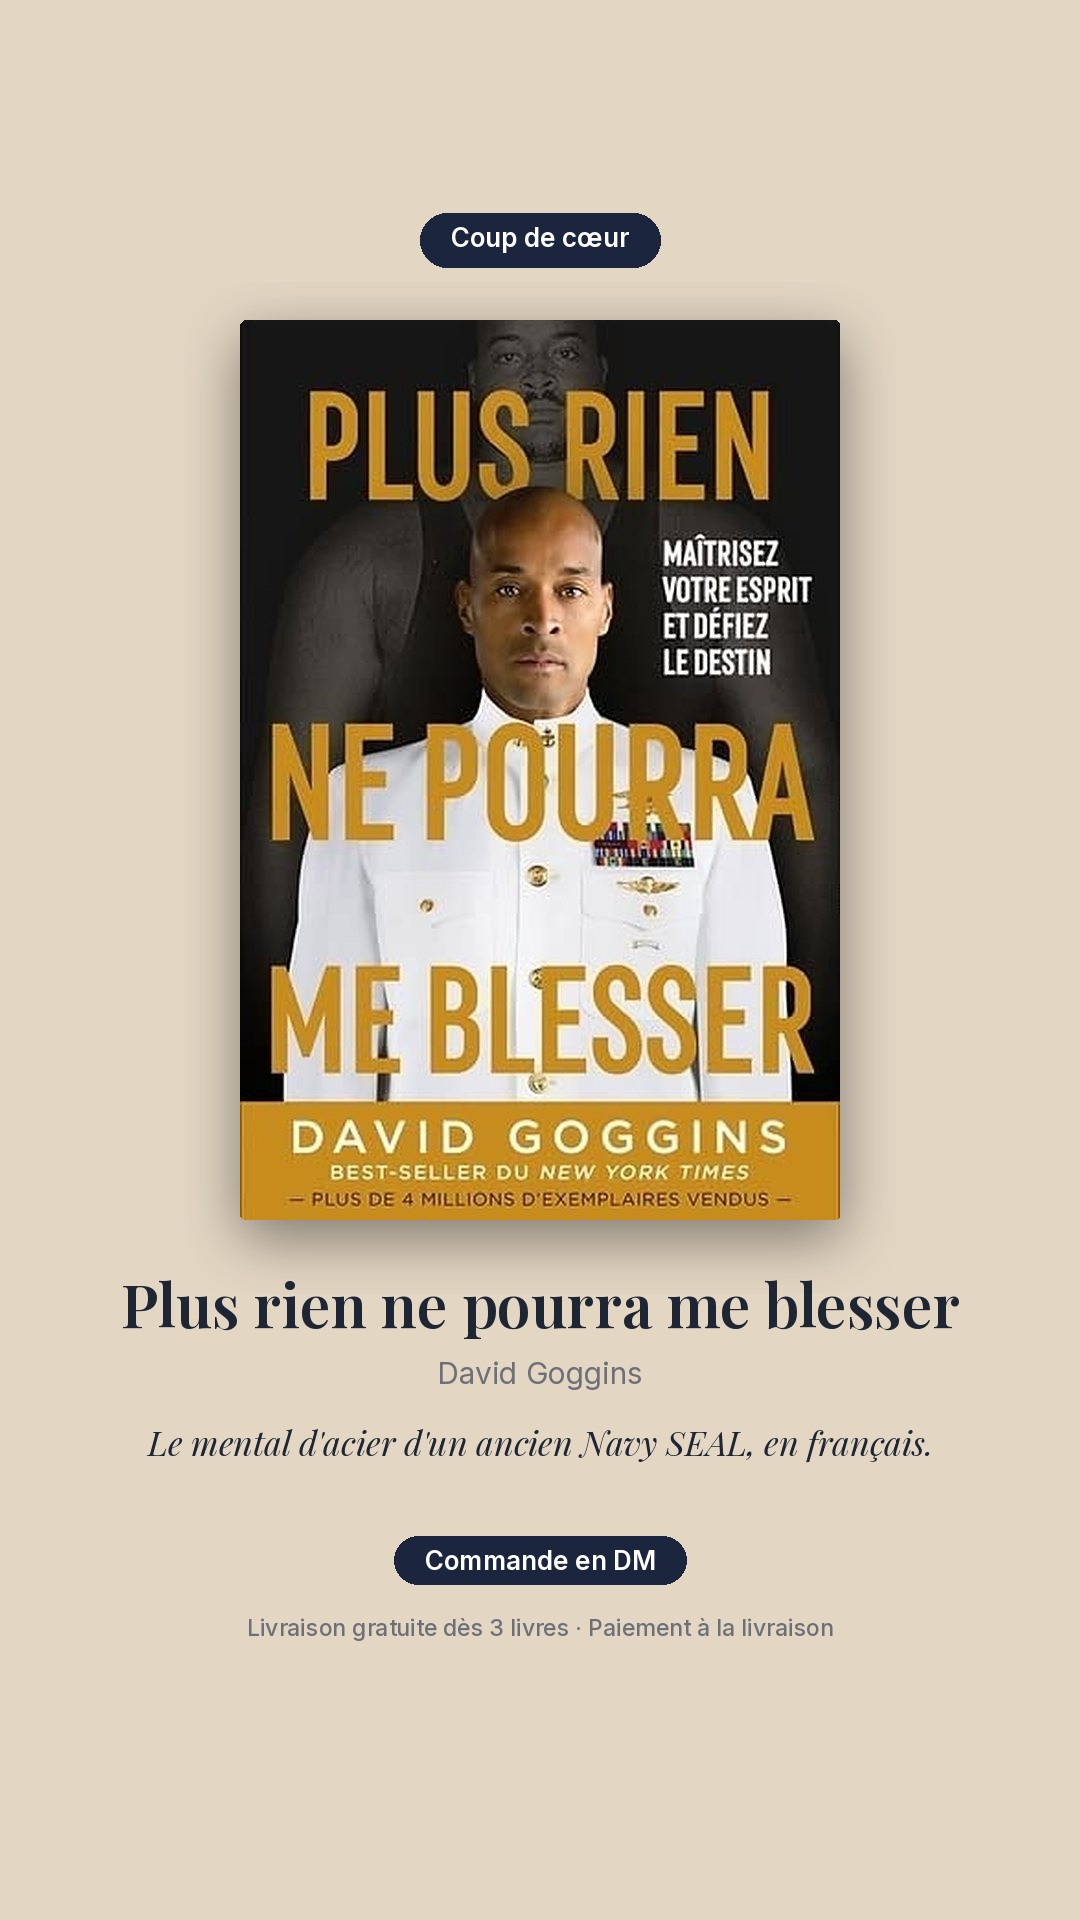 Coup de cœur
PLUS RIEN
MAÎTRISEZ
VOTRE ESPRIT
ET DÉFIEZ
LE DESTIN
NE POURRA
ME BLESSER
DAVID GOGGINS
BEST-SELLER DU NEW YORK TIMES
— PLUS DE 4 MILLIONS D'EXEMPLAIRES VENDUS —
Plus rien ne pourra me blesser
David Goggins
Le mental d'acier d'un ancien Navy SEAL, en français.
Commande en DM
Livraison gratuite dès 3 livres · Paiement à la livraison